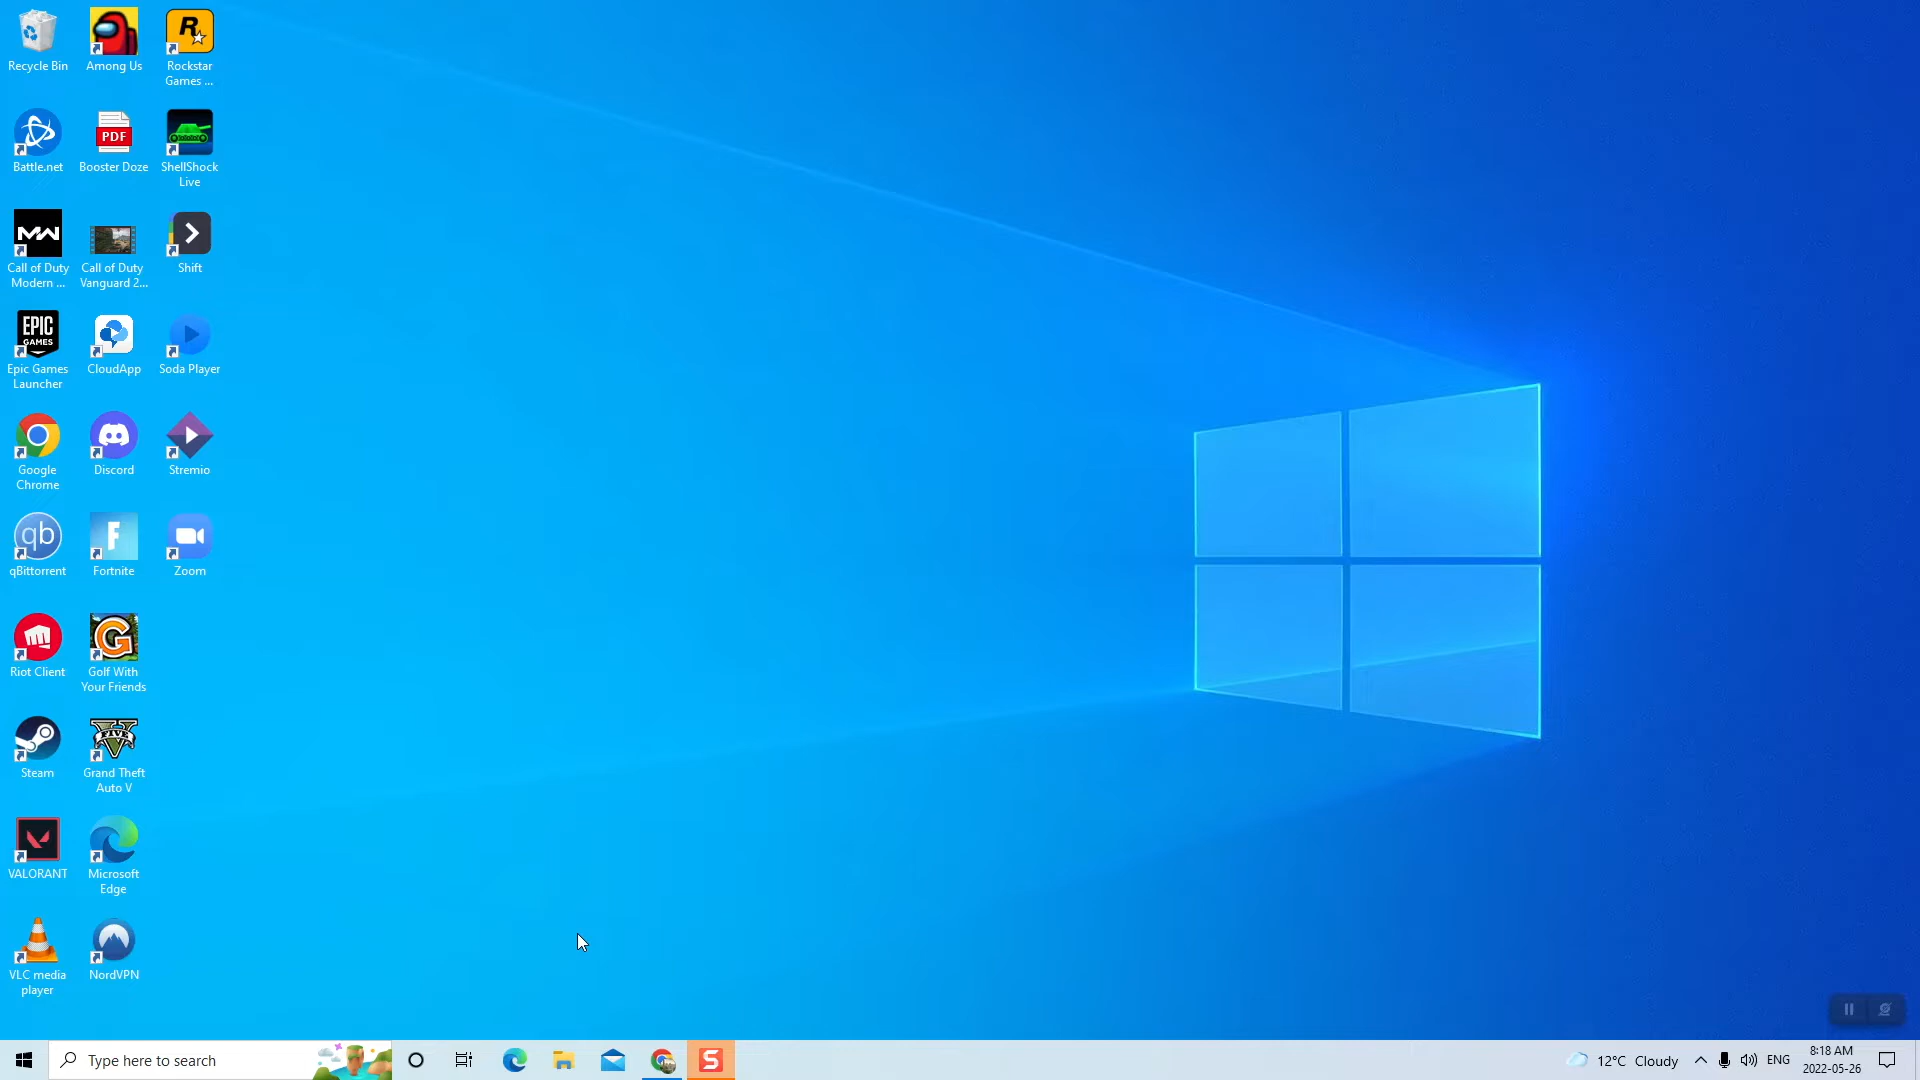 Recycle Bin
Among Us
Rockstar
Games ...
Battle.net
PDF
Booster Doze
ShellShock
Live
MW
Call of Duty
Modern ...
Call of Duty
Vanguard 2...
Shift
EPIC
GAMES
Epic Games
Launcher
CloudApp
Soda Player
Google
Chrome
Discord
Stremio
qb
qBittorrent
F
Fortnite
Zoom
Riot Client
G
Golf With
Your Friends
Steam
V
FIVE
Grand Theft
Auto V
VALORANT
Microsoft
Edge
VLC media
player
NordVPN
Type here to search
S
12°C Cloudy
ENG
8:18 AM
2022-05-26